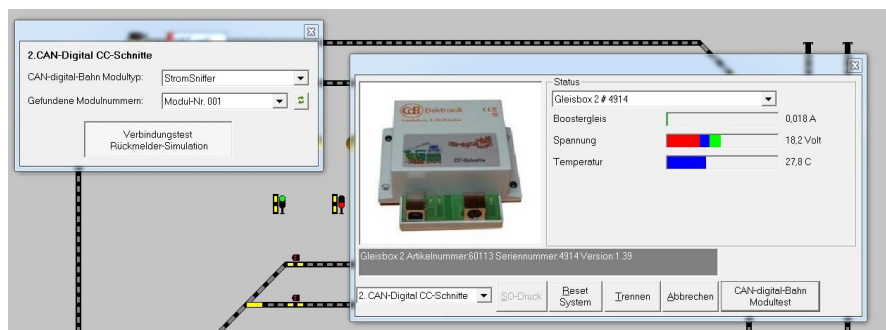 2.CAN-Digital CC-Schnitte
CAN-digital-Bahn Modultyp:
StromSniffer
Gefundene Modulnummern:
Modul-Nr. 001
Verbindungstest
Rückmelder-Simulation
Elektronik
CC-Schnitte
Status
Gleisbox 2 # 4914
Boostergleis
0,018 A
Spannung
18,2 Volt
Temperatur
27,8 C
Gleisbox 2 Artikelnummer:60113 Seriennummer:4914 Version:1.39
2. CAN-Digital CC-Schnitte
SO-Druck
Reset
System
Trennen
Abbrechen
CAN-digital-Bahn
Modultest